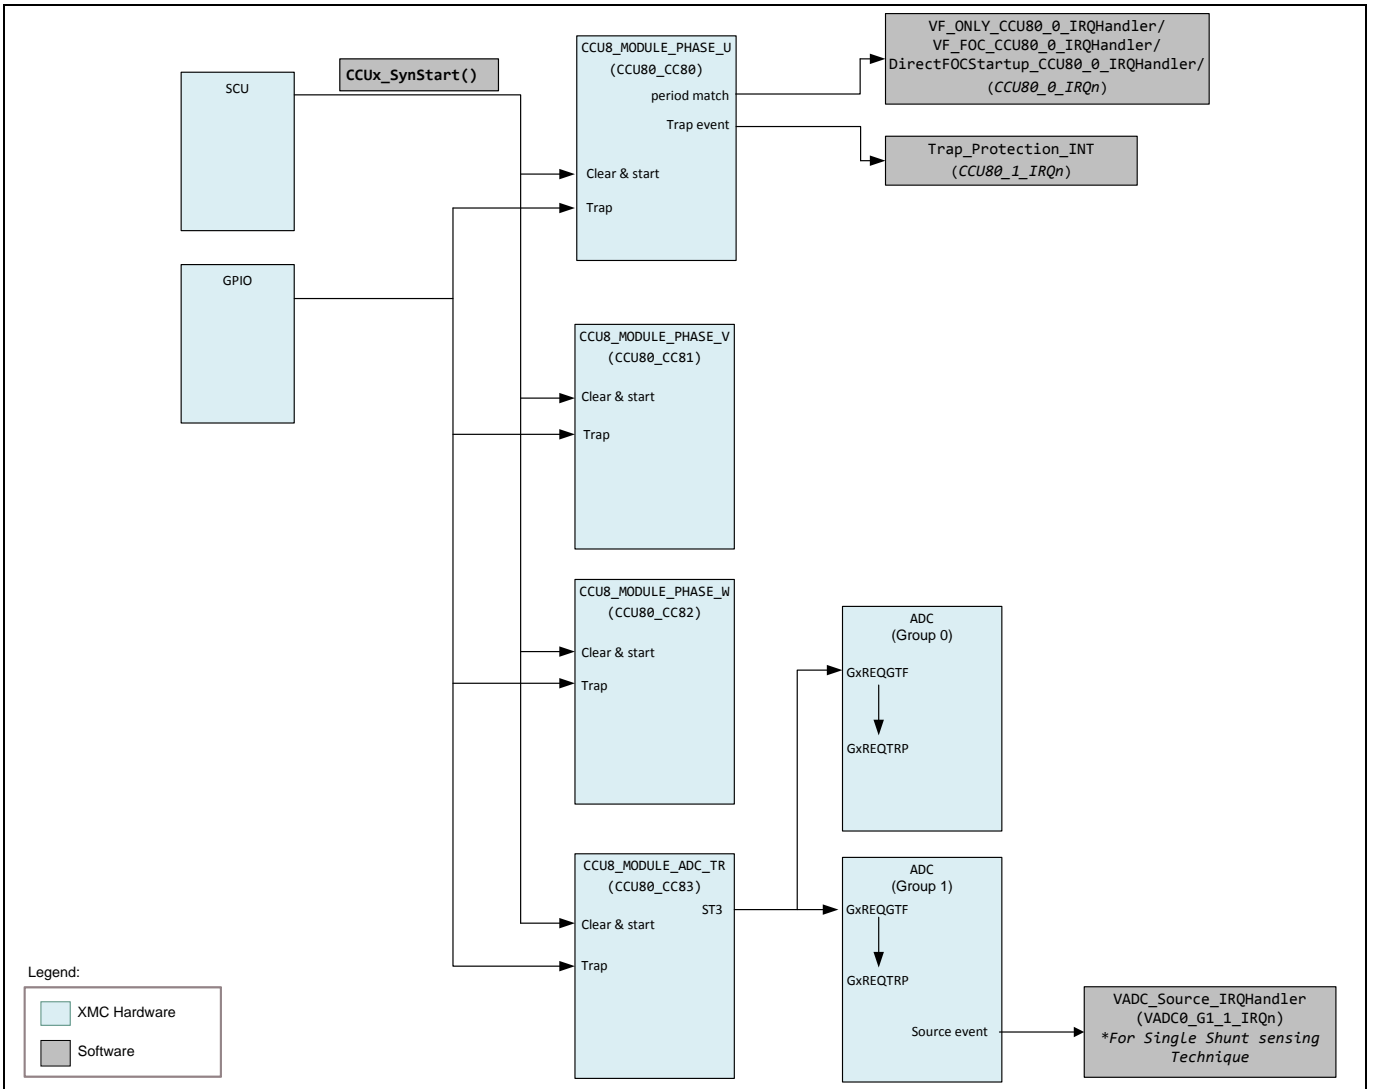 CCUx_SynStart()
SCU
GPIO
CCU8_MODULE_PHASE_U
(CCU80_CC80)
period match
Trap event
Clear & start
Trap
VF_ONLY_CCU80_0_IRQHandler/
VF_FOC_CCU80_0_IRQHandler/
DirectFOCStartup_CCU80_0_IRQHandler/
(CCU80_0_IRQn)
Trap_Protection_INT
(CCU80_1_IRQn)
CCU8_MODULE_PHASE_V
(CCU80_CC81)
Clear & start
Trap
CCU8_MODULE_PHASE_W
(CCU80_CC82)
Clear & start
Trap
ADC
(Group 0)
GxREQGTF
GxREQTRP
CCU8_MODULE_ADC_TR
(CCU80_CC83)
ST3
Clear & start
Trap
ADC
(Group 1)
GxREQGTF
GxREQTRP
Source event
VADC_Source_IRQHandler
(VADC0_G1_1_IRQn)
*For Single Shunt sensing
Technique
Legend:
XMC Hardware
Software